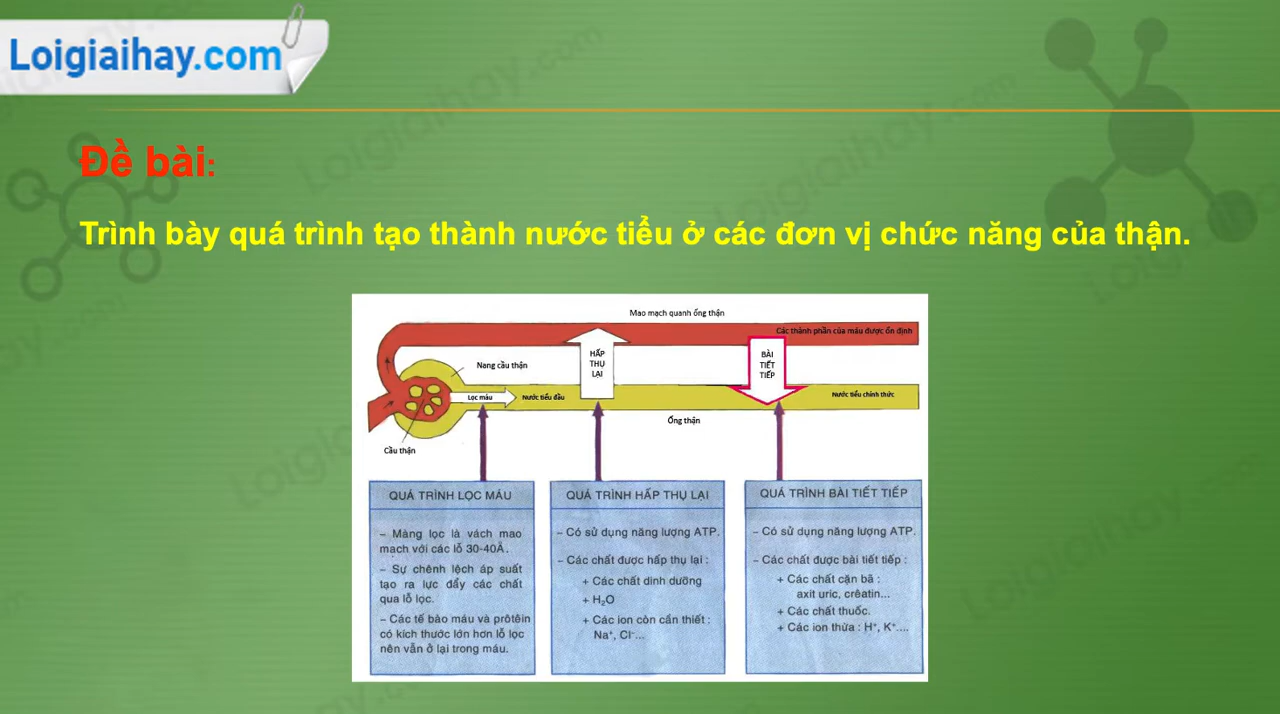 Loigiaihay.com
Đề bài:
Trình bày quá trình tạo thành nước tiểu ở các đơn vị chức năng của thận.
Mao mạch quanh ống thận
Các thành phần của máu được ổn định
HẤP
THỤ
LẠI
BÀI
TIẾT
TIẾP
Nang cầu thận
Lọc máu
Nước tiểu đầu
Nước tiểu chính thức
Ống thận
Cầu thận
QUÁ TRÌNH LỌC MÁU
– Màng lọc là vách mao
mạch với các lỗ 30-40Å.
– Sự chênh lệch áp suất
tạo ra lực đẩy các chất
qua lỗ lọc.
– Các tế bào máu và prôtêin
có kích thước lớn hơn lỗ lọc
nên vẫn ở lại trong máu.
QUÁ TRÌNH HẤP THỤ LẠI
– Có sử dụng năng lượng ATP.
– Các chất được hấp thụ lại :
+ Các chất dinh dưỡng
+ H₂O
+ Các ion còn cần thiết :
Na⁺, Cl⁻...
QUÁ TRÌNH BÀI TIẾT TIẾP
– Có sử dụng năng lượng ATP.
– Các chất được bài tiết tiếp :
+ Các chất cặn bã :
axit uric, crêatin...
+ Các chất thuốc.
+ Các ion thừa : H⁺, K⁺....